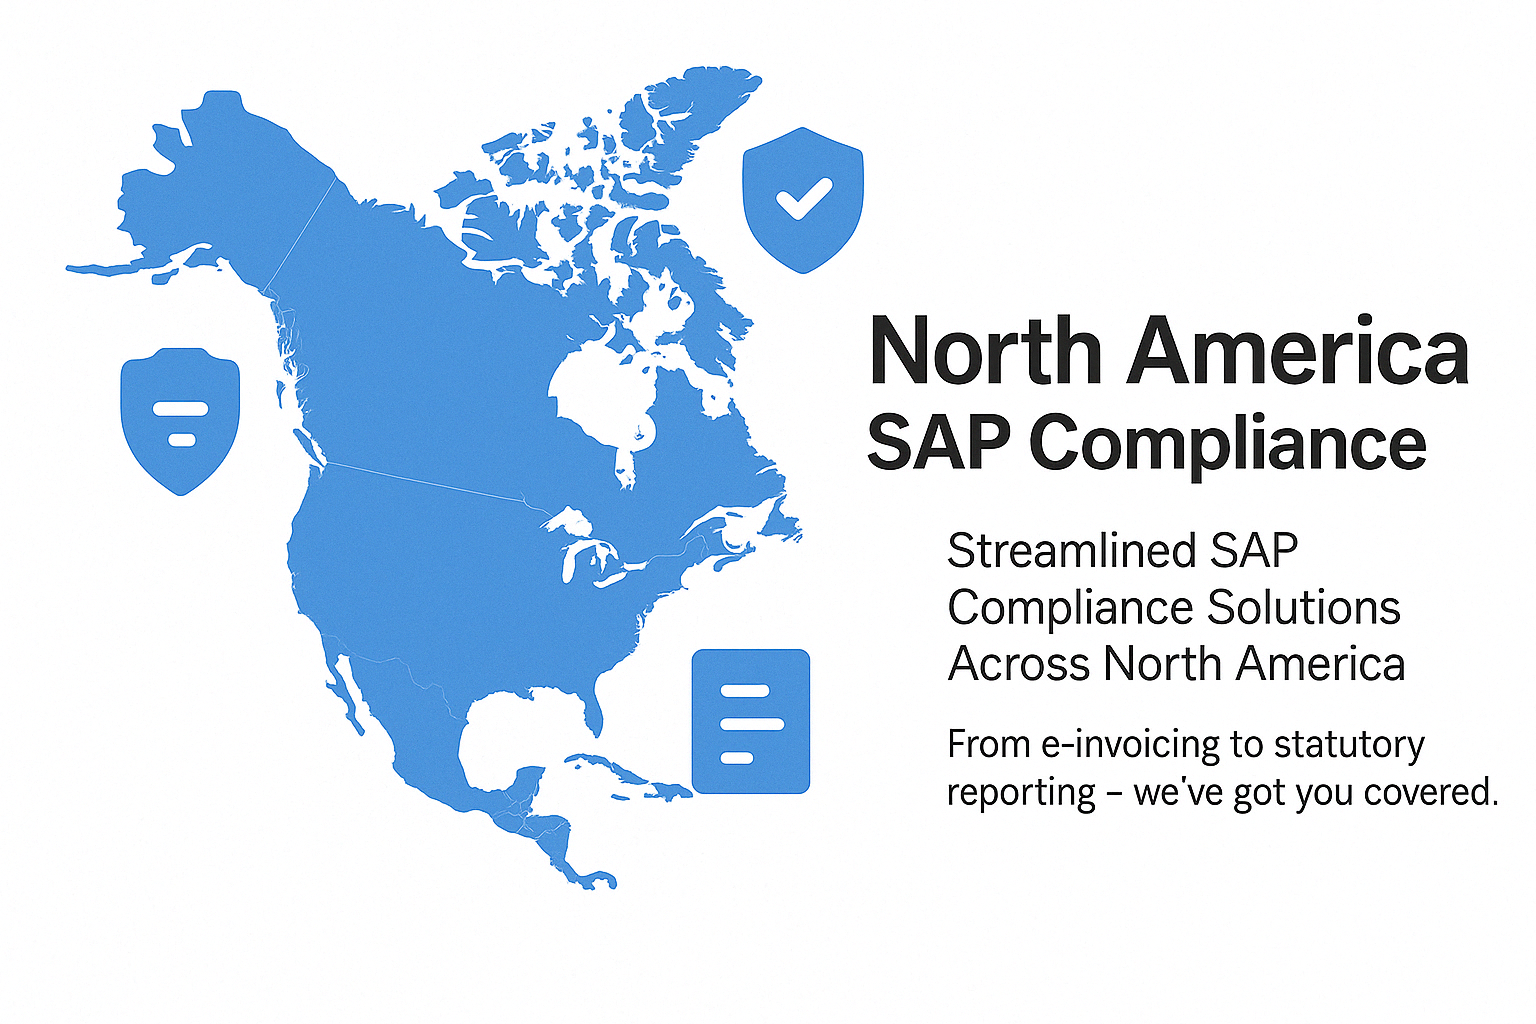 North America
SAP Compliance
Streamlined SAP
Compliance Solutions
Across North America
From e-invoicing to statutory
reporting – we've got you covered.